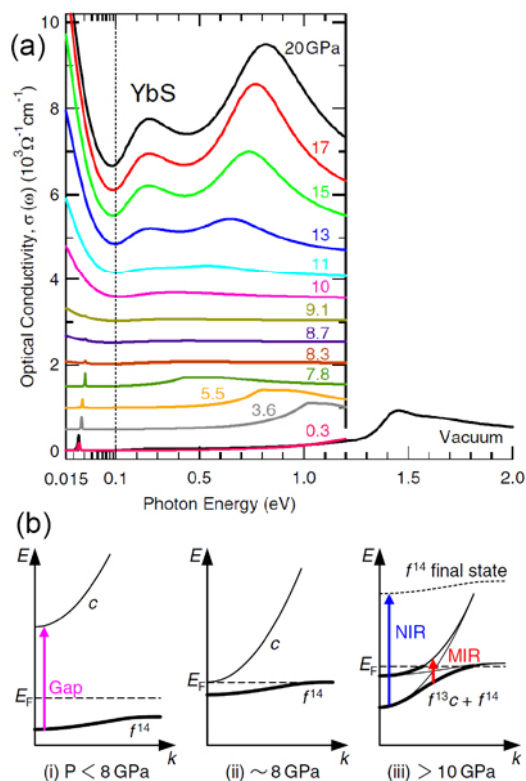 (a)
YbS
Optical Conductivity, σ(ω) (10³Ω⁻¹cm⁻¹)
10
8
6
4
2
0
20 GPa
17
15
13
11
10
9.1
8.7
8.3
7.8
5.5
3.6
0.3
Vacuum
0.015 0.1 0.5 1.0 1.5 2.0
Photon Energy (eV)
(b)
E
c
Gap
E_F
f¹⁴
k
(i) P < 8 GPa
E
c
E_F
f¹⁴
k
(ii) ~ 8 GPa
E
f¹⁴ final state
NIR
E_F
MIR
f¹³c + f¹⁴
k
(iii) > 10 GPa